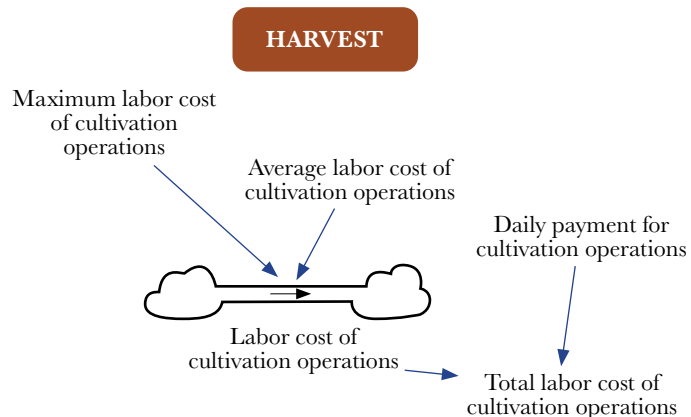 HARVEST
Maximum labor cost
of cultivation
operations
Average labor cost of
cultivation operations
Daily payment for
cultivation operations
Labor cost of
cultivation operations
Total labor cost of
cultivation operations